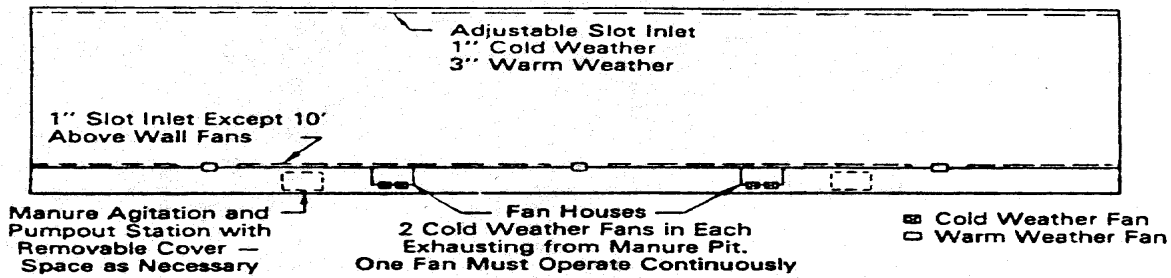 Adjustable Slot Inlet
1" Cold Weather
3" Warm Weather
1" Slot Inlet Except 10'
Above Wall Fans
Manure Agitation and
Pumpout Station with
Removable Cover —
Space as Necessary
Fan Houses
2 Cold Weather Fans in Each
Exhausting from Manure Pit.
One Fan Must Operate Continuously
Cold Weather Fan
Warm Weather Fan